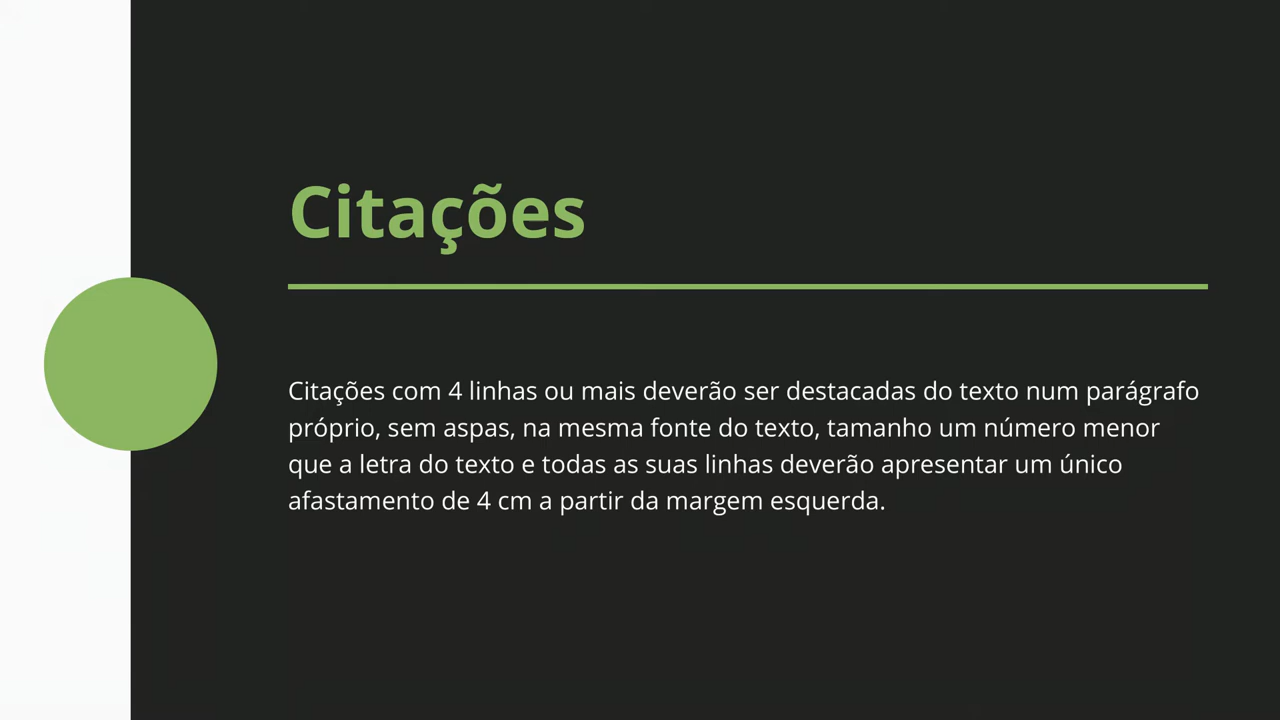 Citações
Citações com 4 linhas ou mais deverão ser destacadas do texto num parágrafo
próprio, sem aspas, na mesma fonte do texto, tamanho um número menor
que a letra do texto e todas as suas linhas deverão apresentar um único
afastamento de 4 cm a partir da margem esquerda.